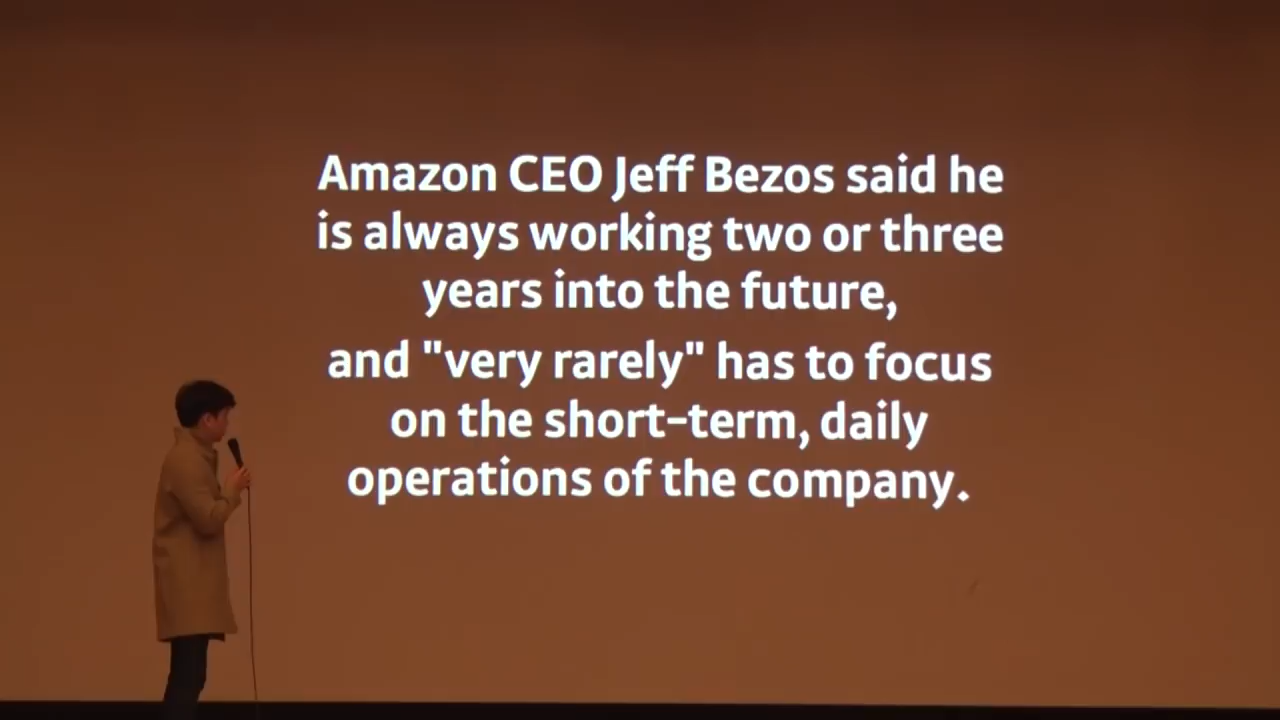 Amazon CEO Jeff Bezos said he
is always working two or three
years into the future,
and "very rarely" has to focus
on the short-term, daily
operations of the company.